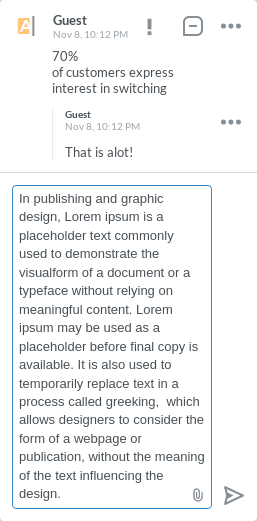 A
Guest
Nov 8, 10:12 PM
70%
of customers express
interest in switching
Guest
Nov 8, 10:12 PM
That is alot!
In publishing and graphic
design, Lorem ipsum is a
placeholder text commonly
used to demonstrate the
visualform of a document or a
typeface without relying on
meaningful content. Lorem
ipsum may be used as a
placeholder before final copy is
available. It is also used to
temporarily replace text in a
process called greeking,  which
allows designers to consider the
form of a webpage or
publication, without the meaning
of the text influencing the
design.